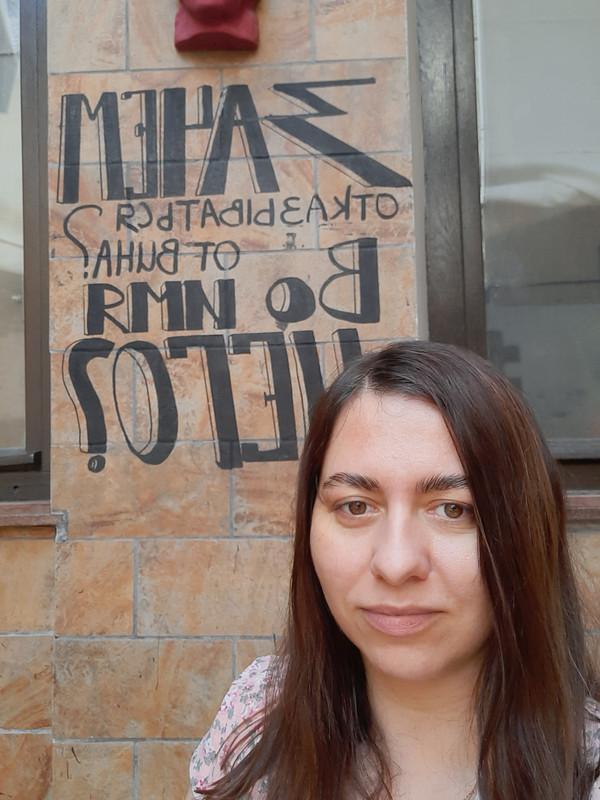 ЗАЧЕМ
ОТКАЗЫВАТЬСЯ
ОТ ВИНА?
Во ИМЯ
ЧЕГО?